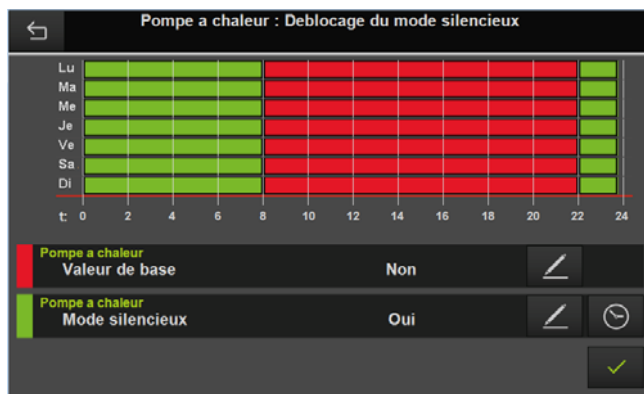 Pompe a chaleur : Deblocage du mode silencieux
Lu
Ma
Me
Je
Ve
Sa
Di
t: 0 2 4 6 8 10 12 14 16 18 20 22 24
Pompe a chaleur
Valeur de base Non
Pompe a chaleur
Mode silencieux Oui